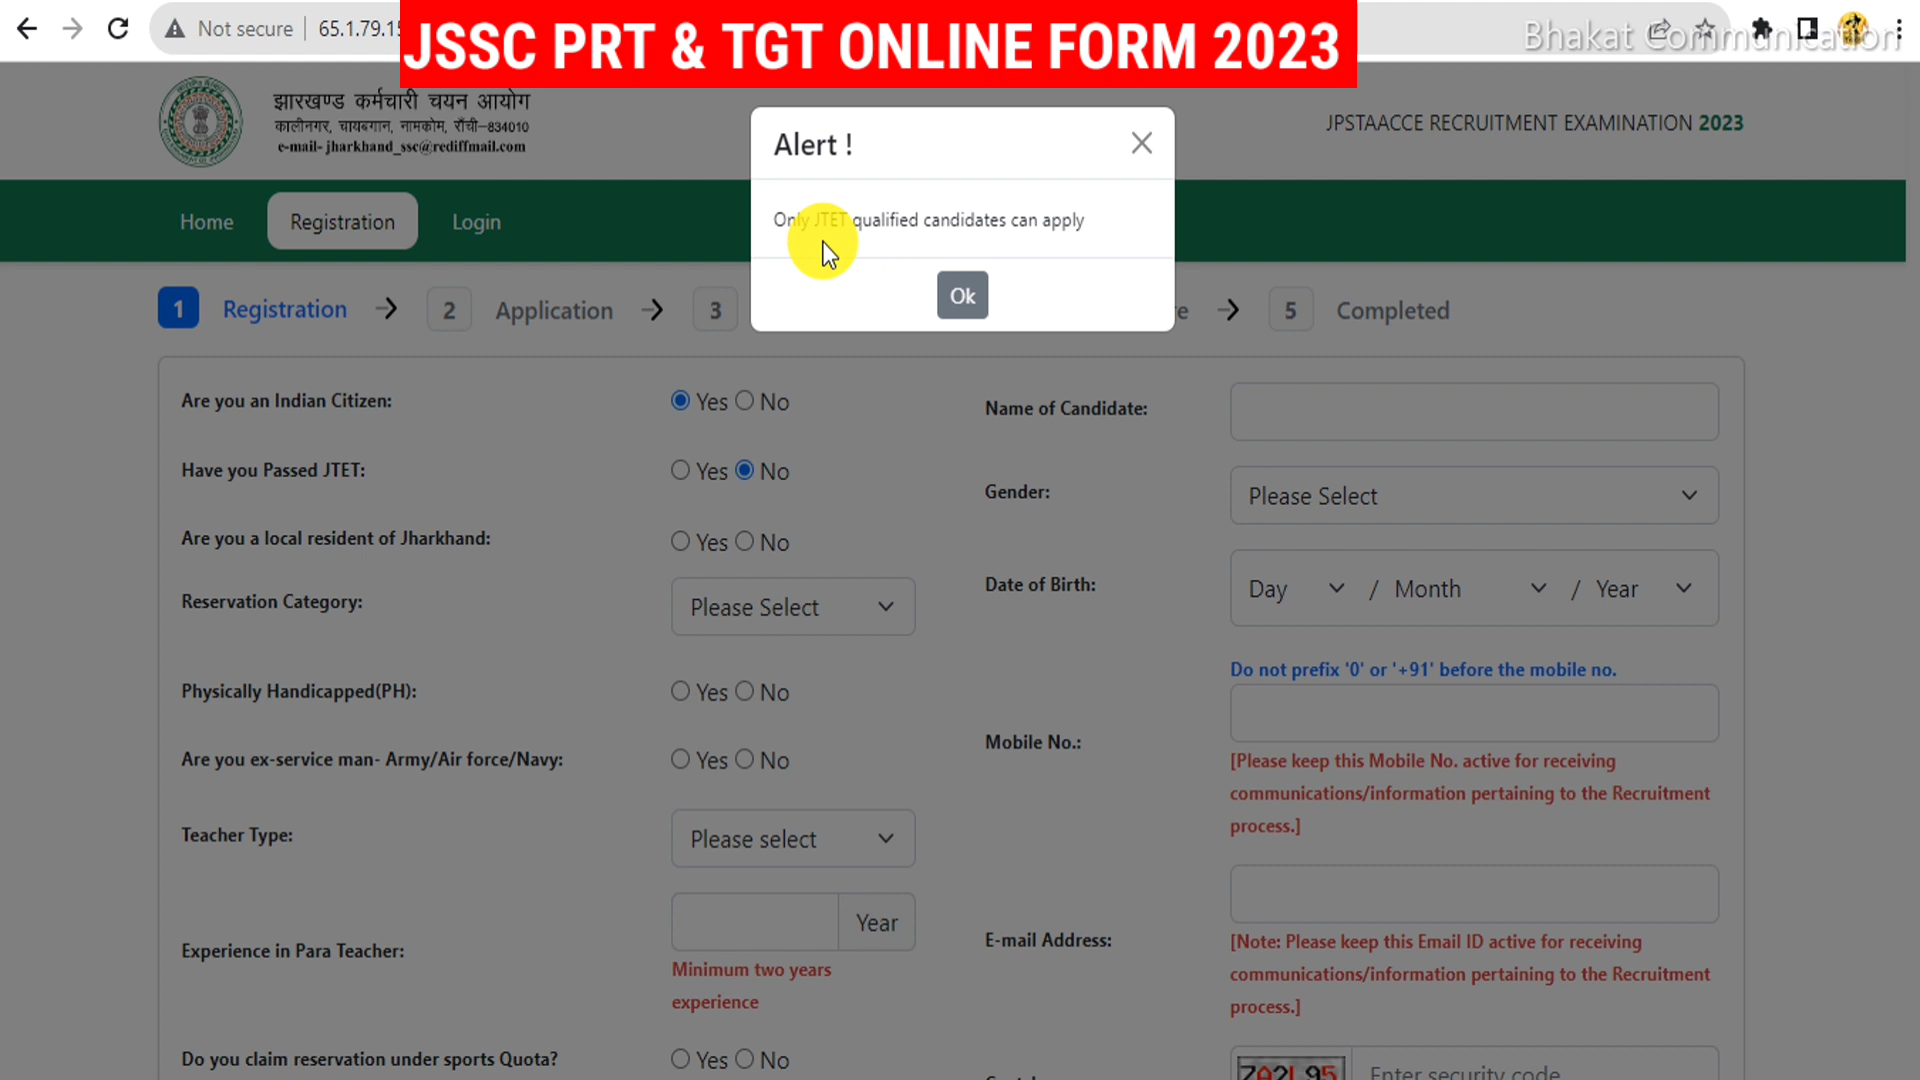 Not secure
65.1.79.15
JSSC PRT & TGT ONLINE FORM 2023
Bhakat Communication
झारखण्ड कर्मचारी चयन आयोग
कालीनगर, चायबगान, नामकोम, राँची–834010
e-mail- jharkhand_ssc@rediffmail.com
JPSTAACCE RECRUITMENT EXAMINATION 2023
Alert !
Only JTET qualified candidates can apply
Ok
Home
Registration
Login
1 Registration
2 Application
3
5 Completed
Are you an Indian Citizen:
Yes No
Have you Passed JTET:
Yes No
Are you a local resident of Jharkhand:
Yes No
Reservation Category:
Please Select
Physically Handicapped(PH):
Yes No
Are you ex-service man- Army/Air force/Navy:
Yes No
Teacher Type:
Please select
Experience in Para Teacher:
Year
Minimum two years
experience
Do you claim reservation under sports Quota?
Yes No
Name of Candidate:
Gender:
Please Select
Date of Birth:
Day / Month / Year
Do not prefix '0' or '+91' before the mobile no.
Mobile No.:
[Please keep this Mobile No. active for receiving
communications/information pertaining to the Recruitment
process.]
E-mail Address:
[Note: Please keep this Email ID active for receiving
communications/information pertaining to the Recruitment
process.]
ZA2L95
Enter security code